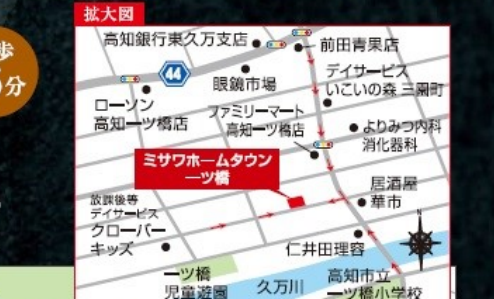 拡大図
歩
分
高知銀行東久万支店
前田青果店
44
眼鏡市場
デイサービス
いこいの森 三園町
ローソン
高知一ツ橋店
ファミリーマート
高知一ツ橋店
よりみつ内科
消化器科
ミサワホームタウン
一ツ橋
居酒屋
華市
放課後等
デイサービス
クローバー
キッズ
仁井田理容
N
一ツ橋
児童遊園
久万川
高知市立
一ツ橋小学校